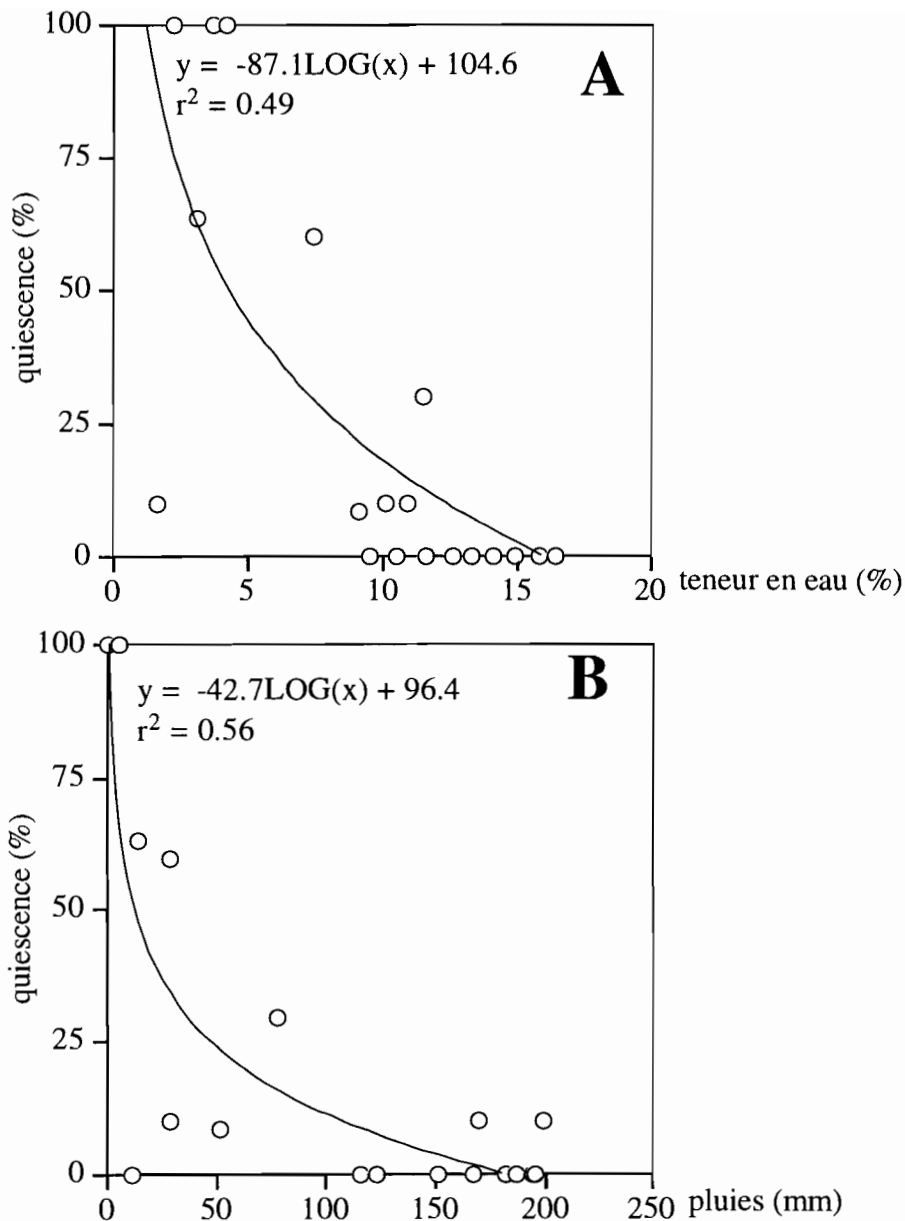 100
y = -87.1LOG(x) + 104.6
A
r² = 0.49
75
quiescence (%)
50
25
0
0 5 10 15 20 teneur en eau (%)
100
y = -42.7LOG(x) + 96.4
B
r² = 0.56
75
quiescence (%)
50
25
0
0 50 100 150 200 250 pluies (mm)